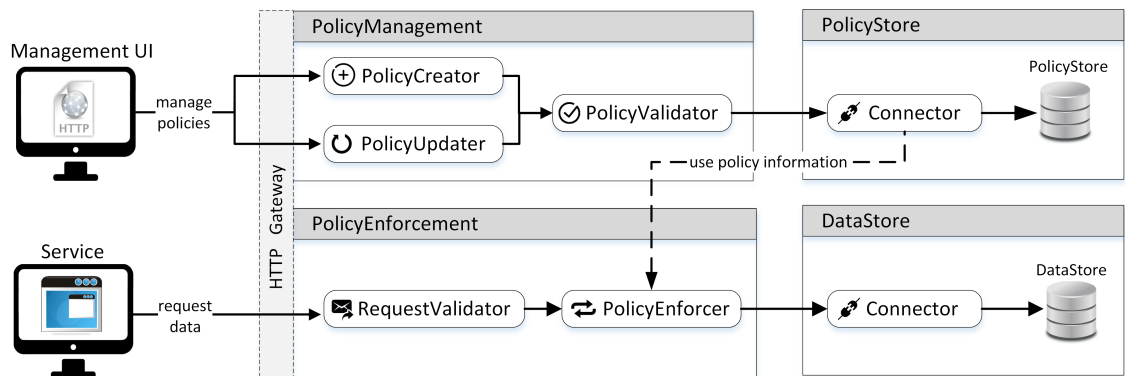 Management UI
HTTP
manage
policies
HTTP Gateway
PolicyManagement
PolicyCreator
PolicyUpdater
PolicyValidator
PolicyStore
Connector
PolicyStore
use policy information
Service
request
data
PolicyEnforcement
RequestValidator
PolicyEnforcer
DataStore
Connector
DataStore